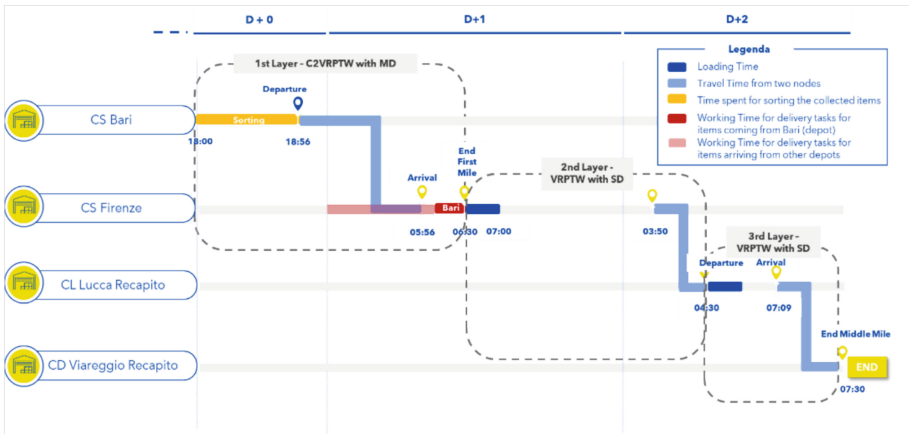 D + 0
D+1
D+2
Legenda
Loading Time
Travel Time from two nodes
Time spent for sorting the collected items
Working Time for delivery tasks for
items coming from Bari (depot)
Working Time for delivery tasks for
items arriving from other depots
1st Layer – C2VRPTW with MD
Departure
CS Bari
Sorting
18:00
18:56
End
First
Mile
2nd Layer -
VRPTW with SD
Arrival
CS Firenze
Bari
05:56
06:30
07:00
03:50
3rd Layer –
VRPTW with SD
Departure
Arrival
CL Lucca Recapito
04:30
07:09
End Middle Mile
CD Viareggio Recapito
END
07:30